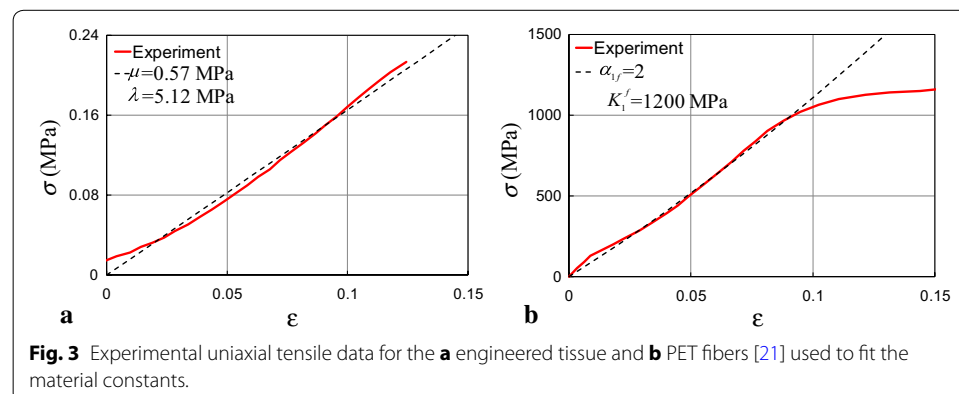 0.24
0.16
0.08
0
σ (MPa)
Experiment
μ=0.57 MPa
λ=5.12 MPa
0 0.05 0.1 0.15
a
ε
1500
1000
500
0
σ (MPa)
Experiment
α1f=2
K1f=1200 MPa
0 0.05 0.1 0.15
b
ε
Fig. 3 Experimental uniaxial tensile data for the a engineered tissue and b PET fibers [21] used to fit the
material constants.